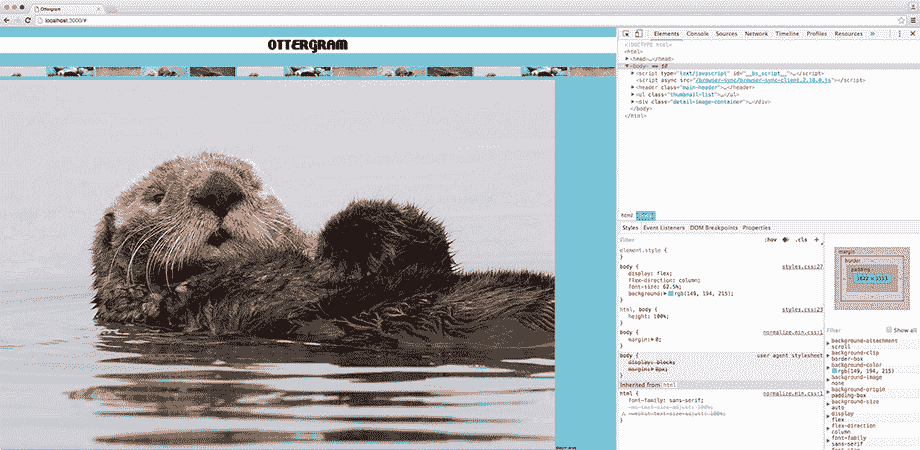 Ottergram
localhost:3000/#
OTTERGRAM
Elements Console Sources Network Timeline Profiles Resources »
<!DOCTYPE html>
<html>
<head>…</head>
<body> == $0
<script type="text/javascript" id="__bs_script__">…</script>
<script async src="/browser-sync/browser-sync-client.2.10.0.js"></script>
<header class="main-header">…</header>
<ul class="thumbnail-list">…</ul>
<div class="detail-image-container">…</div>
</body>
</html>
html
Styles Event Listeners DOM Breakpoints Properties
Filter :hov .cls +
element.style {
}
body { styles.css:27
display: flex;
flex-direction: column;
font-size: 62.5%;
background: rgb(149, 194, 215);
}
html, body { styles.css:23
height: 100%;
}
body { normalize.min.css:1
margin: 0;
}
body { user agent stylesheet
display: block;
margin: 8px;
}
Inherited from html
html { normalize.min.css:1
font-family: sans-serif;
-ms-text-size-adjust: 100%;
-webkit-text-size-adjust: 100%;
}
margin
border
padding
Filter Show all
background-attachment
scroll
background-clip
border-box
background-color
rgb(149, 194, 215)
background-image
none
background-origin
padding-box
background-size
auto
display
flex
flex-direction
column
font-family
sans-serif